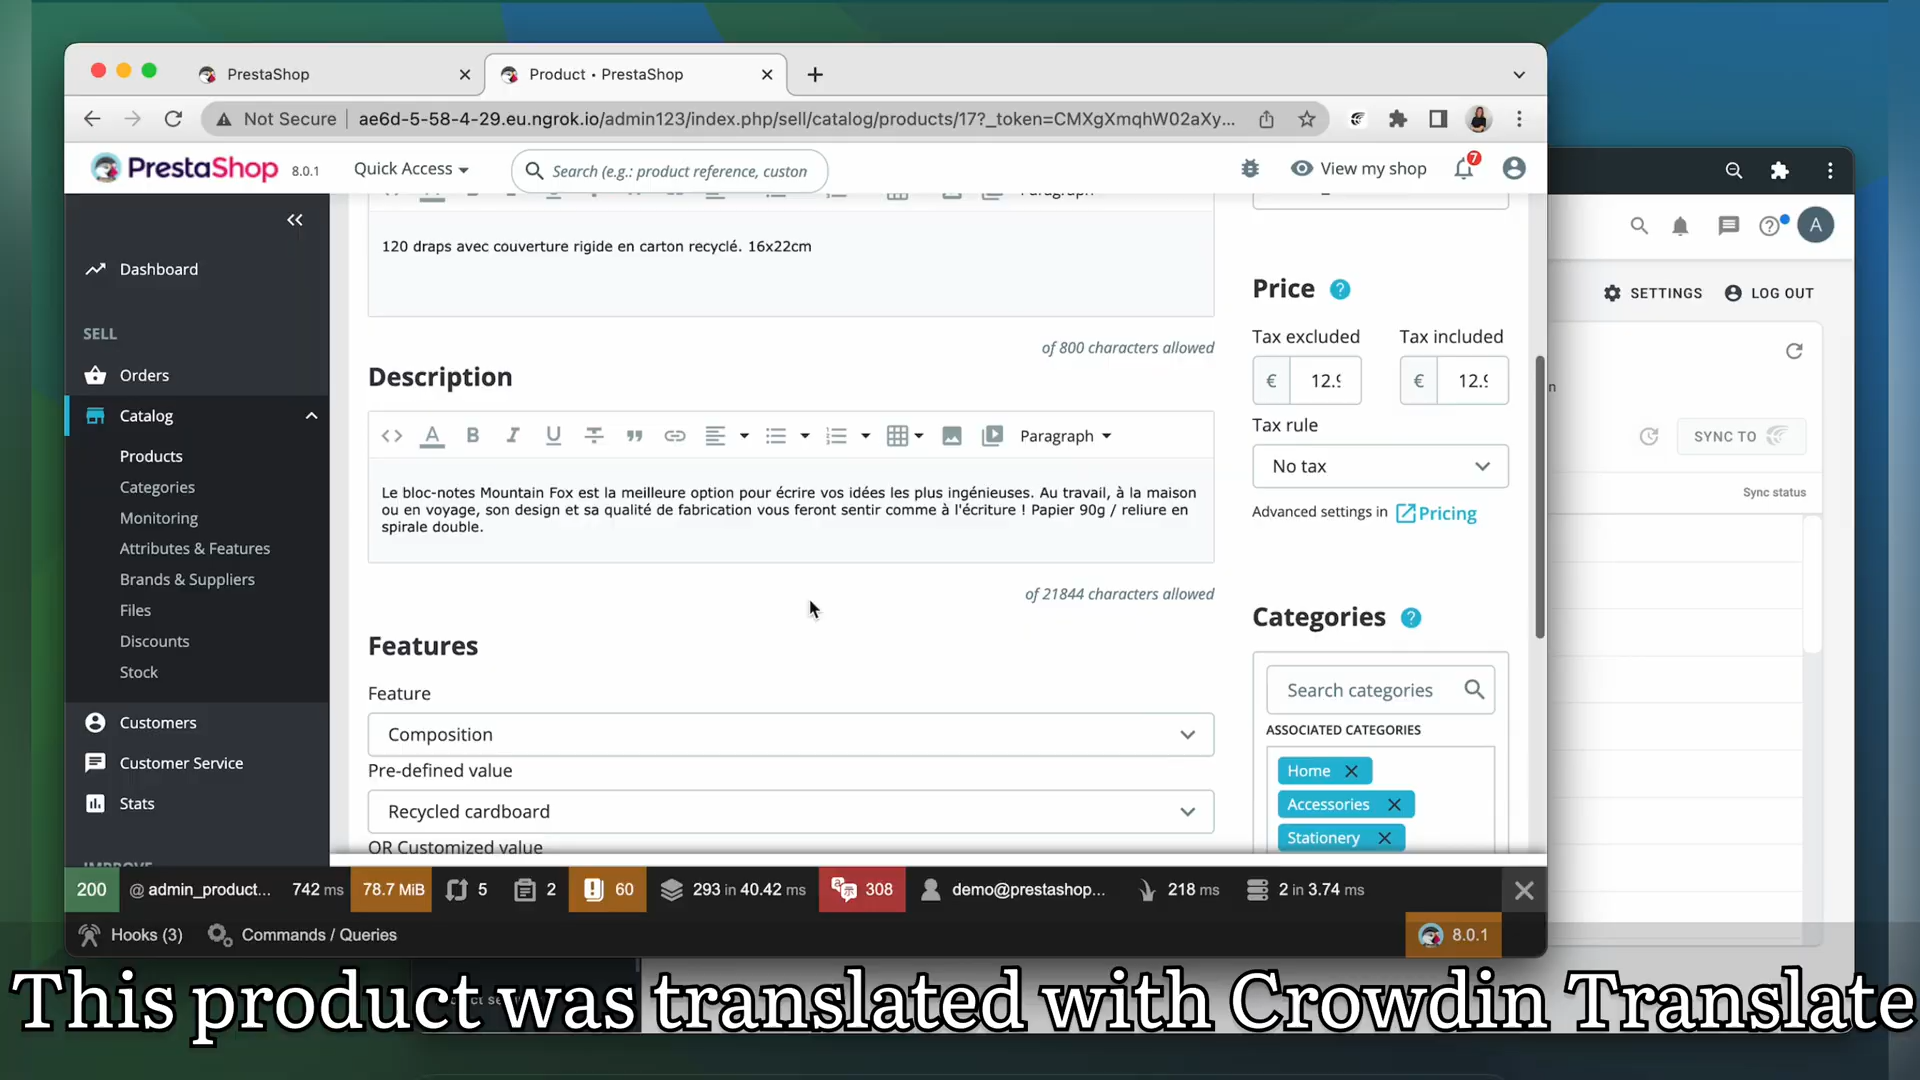 PrestaShop
Product • PrestaShop
Not Secure
ae6d-5-58-4-29.eu.ngrok.io/admin123/index.php/sell/catalog/products/17?_token=CMXgXmqhW02aXy...
PrestaShop 8.0.1
Quick Access
Search (e.g.: product reference, custon
View my shop
7
A
SETTINGS
LOG OUT
SYNC TO
Sync status
Dashboard
SELL
Orders
Catalog
Products
Categories
Monitoring
Attributes & Features
Brands & Suppliers
Files
Discounts
Stock
Customers
Customer Service
Stats
IMPROVE
Paragraph
120 draps avec couverture rigide en carton recyclé. 16x22cm
of 800 characters allowed
Description
Paragraph
Le bloc-notes Mountain Fox est la meilleure option pour écrire vos idées les plus ingénieuses. Au travail, à la maison
ou en voyage, son design et sa qualité de fabrication vous feront sentir comme à l'écriture ! Papier 90g / reliure en
spirale double.
of 21844 characters allowed
Features
Feature
Composition
Pre-defined value
Recycled cardboard
OR Customized value
Price
Tax excluded
Tax included
€ 12.9
€ 12.9
Tax rule
No tax
Advanced settings in Pricing
Categories
Search categories
ASSOCIATED CATEGORIES
Home
Accessories
Stationery
200 @ admin_product... 742 ms 78.7 MiB 5 2 60 293 in 40.42 ms 308 demo@prestashop... 218 ms 2 in 3.74 ms
Hooks (3) Commands / Queries 8.0.1
This product was translated with Crowdin Translate